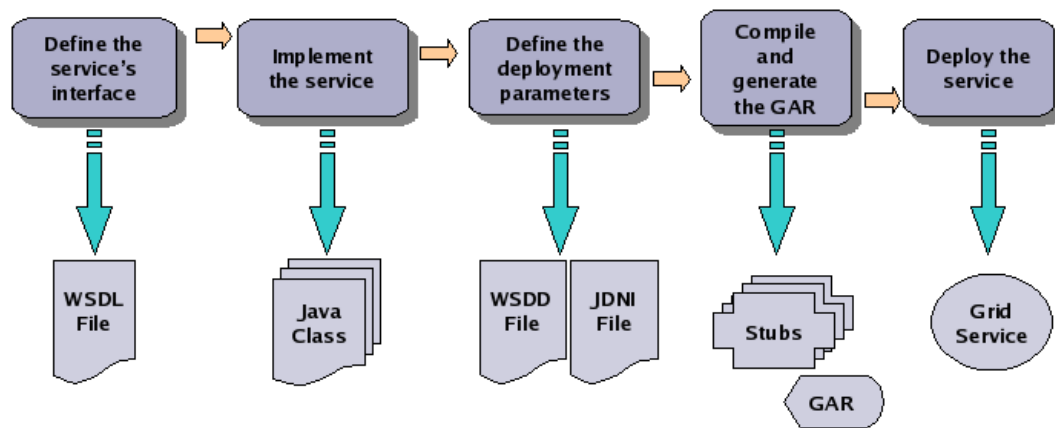 Define the
service's
interface
Implement
the service
Define the
deployment
parameters
Compile
and
generate
the GAR
Deploy the
service
WSDL
File
Java
Class
WSDD
File
JDNI
File
Stubs
GAR
Grid
Service